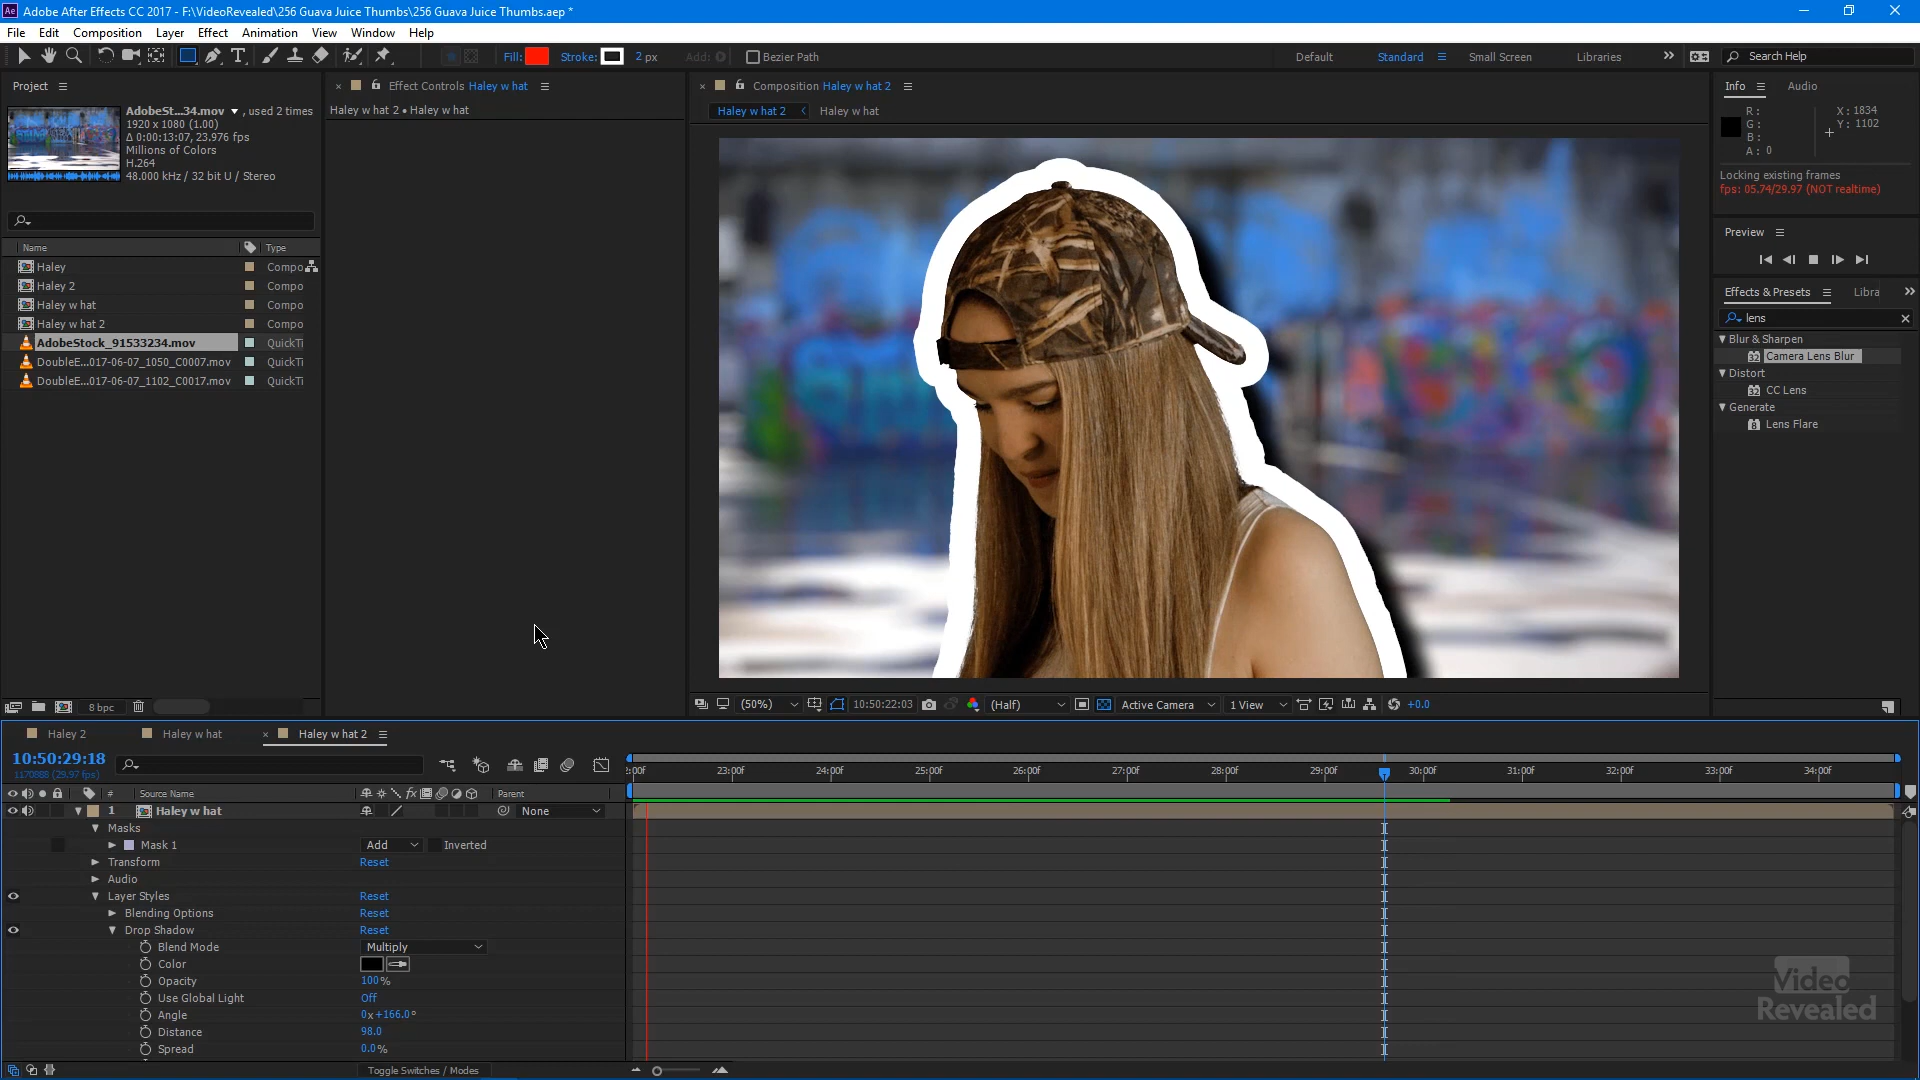 Adobe After Effects CC 2017 - F:\VideoRevealed\256 Guava Juice Thumbs\256 Guava Juice Thumbs.aep *
File Edit Composition Layer Effect Animation View Window Help
Fill: Stroke: 2 px Add: Bezier Path Default Standard Small Screen Libraries Search Help
Project
AdobeSt...34.mov , used 2 times
1920 x 1080 (1.00)
Δ 0:00:13:07, 23.976 fps
Millions of Colors
H.264
48.000 kHz / 32 bit U / Stereo
Name Type
Haley Compo
Haley 2 Compo
Haley w hat Compo
Haley w hat 2 Compo
AdobeStock_91533234.mov QuickTi
DoubleE...017-06-07_1050_C0007.mov QuickTi
DoubleE...017-06-07_1102_C0017.mov QuickTi
8 bpc
Effect Controls Haley w hat
Haley w hat 2 • Haley w hat
Composition Haley w hat 2
Haley w hat 2 Haley w hat
(50%) 10:50:22:03 (Half) Active Camera 1 View +0.0
Info Audio
R: X: 1834
G: Y: 1102
B:
A: 0
Locking existing frames
fps: 05.74/29.97 (NOT realtime)
Preview
Effects & Presets Libra
lens
Blur & Sharpen
Camera Lens Blur
Distort
CC Lens
Generate
Lens Flare
Haley 2 Haley w hat Haley w hat 2
10:50:29:18
1170888 (29.97 fps)
2:00f 23:00f 24:00f 25:00f 26:00f 27:00f 28:00f 29:00f 30:00f 31:00f 32:00f 33:00f 34:00f
# Source Name Parent
1 Haley w hat None
Masks
Mask 1 Add Inverted
Transform Reset
Audio
Layer Styles Reset
Blending Options Reset
Drop Shadow Reset
Blend Mode Multiply
Color
Opacity 100%
Use Global Light Off
Angle 0x+166.0°
Distance 98.0
Spread 0.0%
Toggle Switches / Modes
Video
Revealed